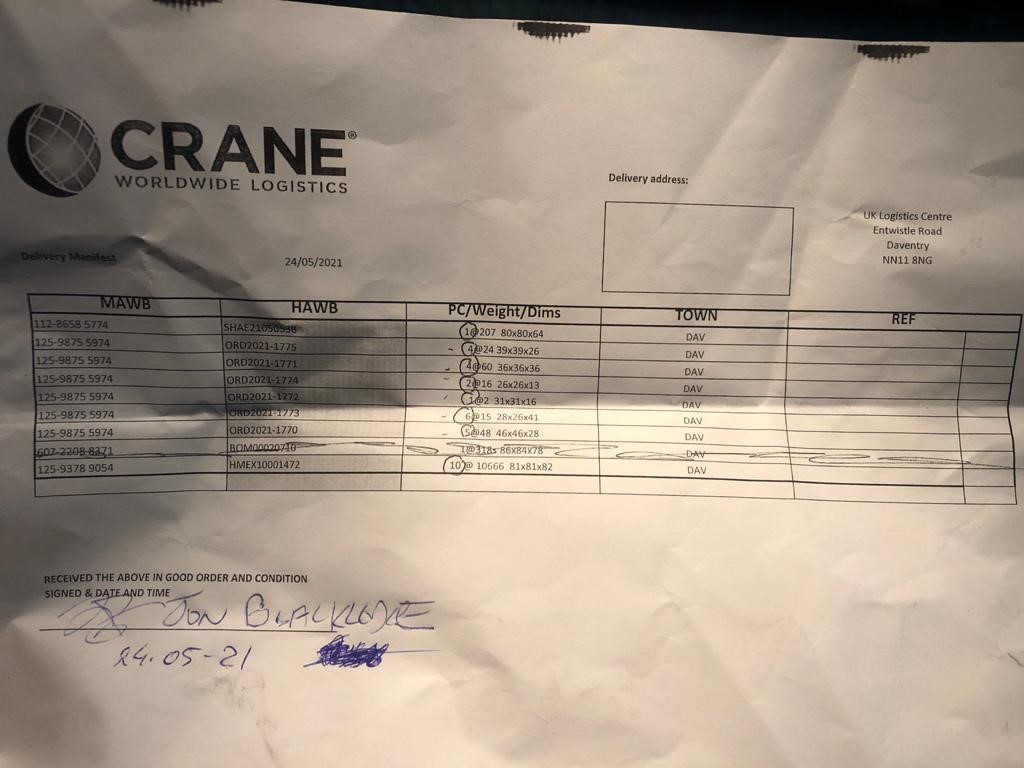 CRANE®
WORLDWIDE LOGISTICS
Delivery address:
UK Logistics Centre
Entwistle Road
Daventry
NN11 8NG
Delivery Manifest
24/05/2021
MAWB HAWB PC/Weight/Dims TOWN REF
112-8658 5774 SHAE21050538 1@207 80x80x64 DAV
125-9875 5974 ORD2021-1775 4@24 39x39x26 DAV
125-9875 5974 ORD2021-1771 4@60 36x36x36 DAV
125-9875 5974 ORD2021-1774 2@16 26x26x13 DAV
125-9875 5974 ORD2021-1772 1@2 31x31x16 DAV
125-9875 5974 ORD2021-1773 6@15 28x26x41 DAV
125-9875 5974 ORD2021-1770 5@48 46x46x28 DAV
607-2208 8371 BOM00020710 1@318s 86x84x78 DAV
125-9378 9054 HMEX10001472 10@ 10666 81x81x82 DAV
RECEIVED THE ABOVE IN GOOD ORDER AND CONDITION
SIGNED & DATE AND TIME
JON
24.05-21